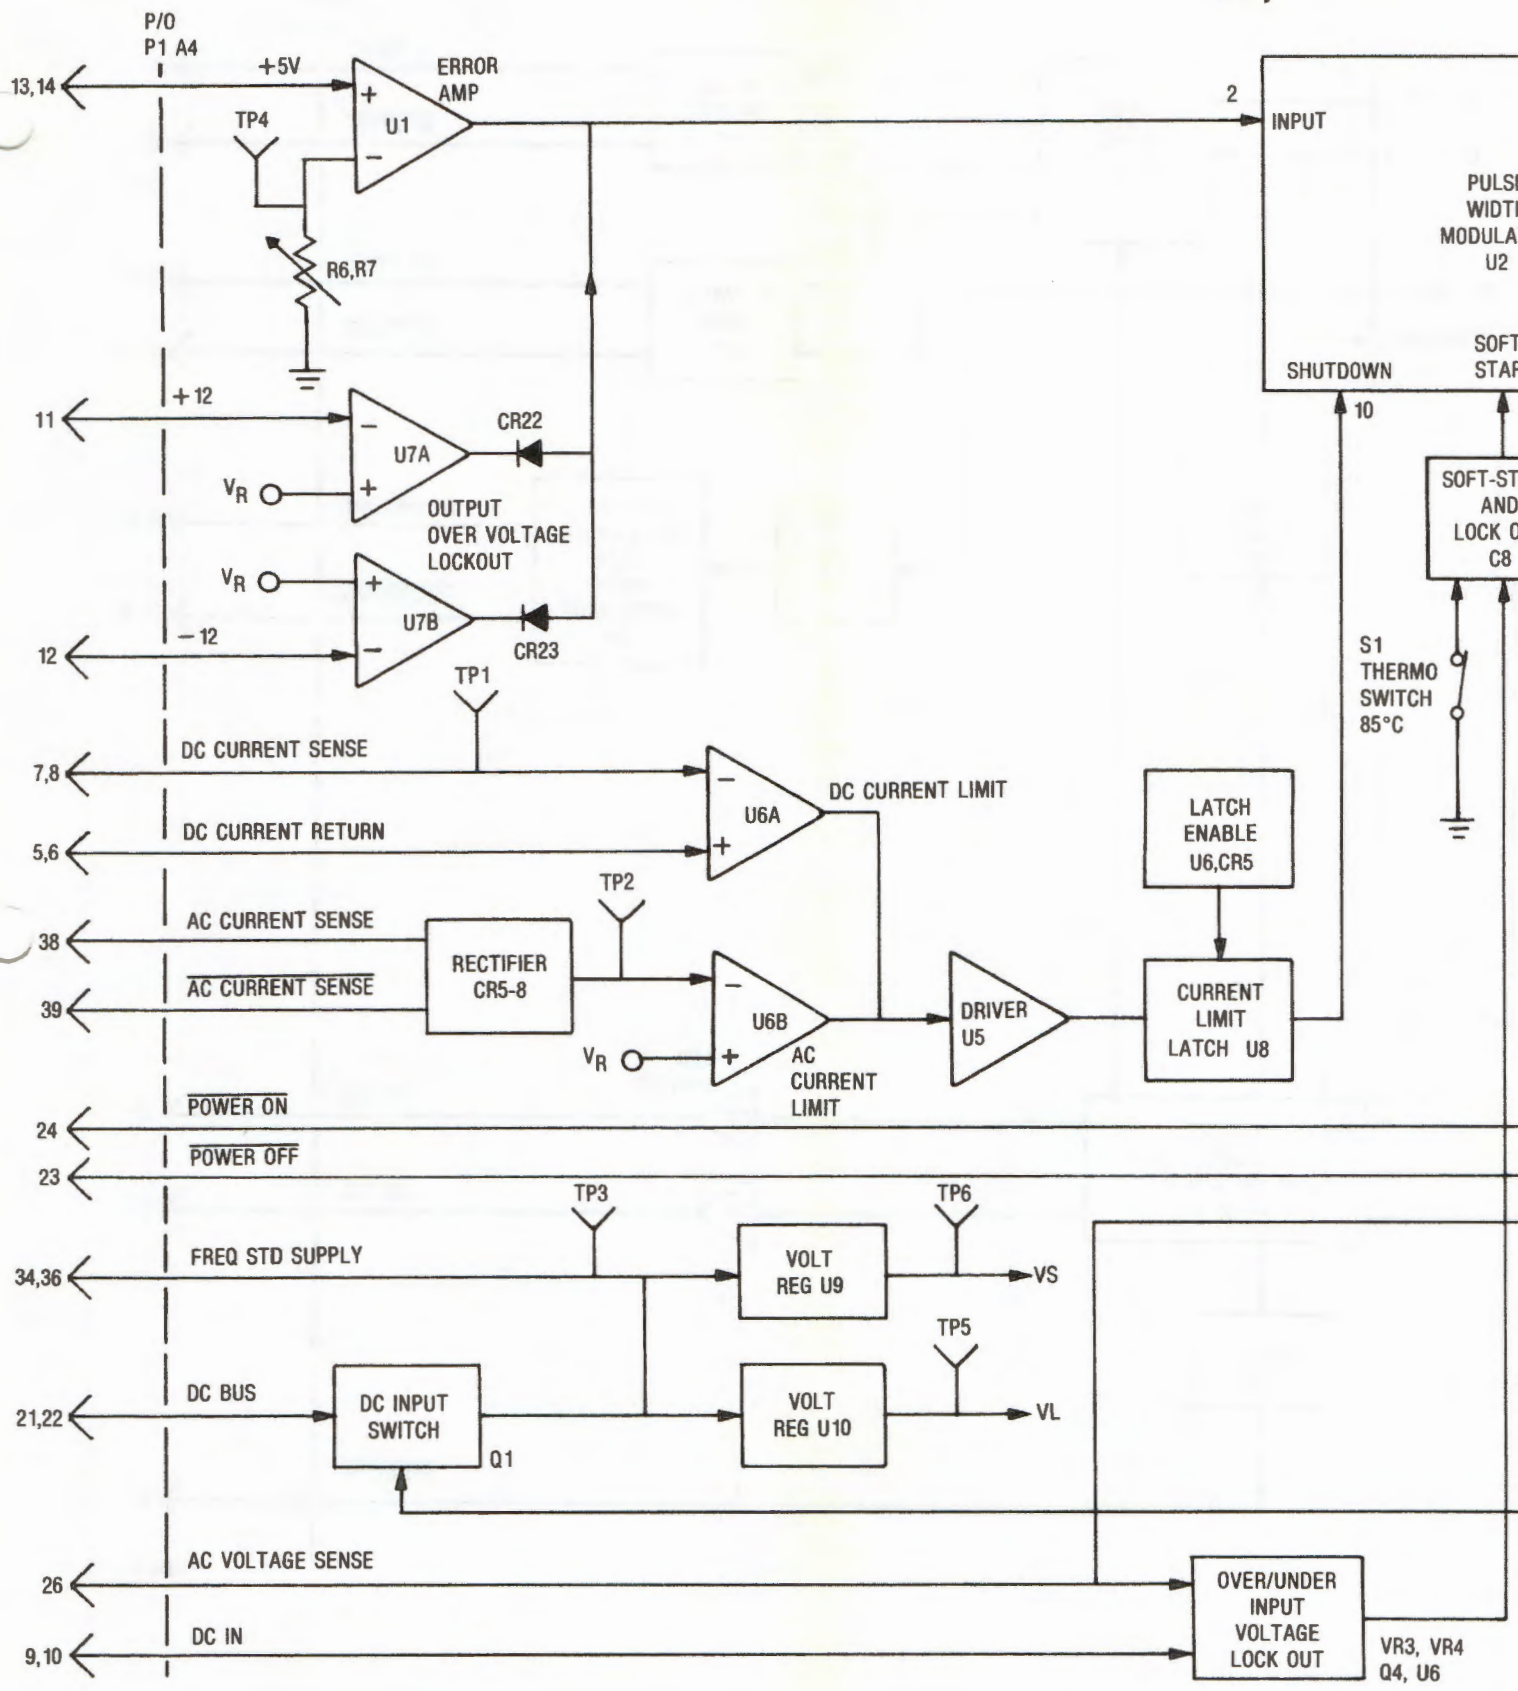 P/O
P1 A4
13,14
+5V
ERROR
AMP
+
U1
−
TP4
R6,R7
2
INPUT
PULSE
WIDTH
MODULA
U2
SHUTDOWN
SOFT
STAR
10
11
+12
−
U7A
+
CR22
VR
OUTPUT
OVER VOLTAGE
LOCKOUT
VR
+
U7B
−
CR23
12
−12
SOFT-ST
AND
LOCK O
C8
S1
THERMO
SWITCH
85°C
TP1
7,8
DC CURRENT SENSE
−
U6A
+
DC CURRENT LIMIT
5,6
DC CURRENT RETURN
LATCH
ENABLE
U6,CR5
TP2
38
AC CURRENT SENSE
RECTIFIER
CR5-8
39
AC CURRENT SENSE
−
U6B
+
VR
AC
CURRENT
LIMIT
DRIVER
U5
CURRENT
LIMIT
LATCH U8
24
POWER ON
23
POWER OFF
TP3
TP6
34,36
FREQ STD SUPPLY
VOLT
REG U9
VS
TP5
21,22
DC BUS
DC INPUT
SWITCH
Q1
VOLT
REG U10
VL
26
AC VOLTAGE SENSE
9,10
DC IN
OVER/UNDER
INPUT
VOLTAGE
LOCK OUT
VR3, VR4
Q4, U6